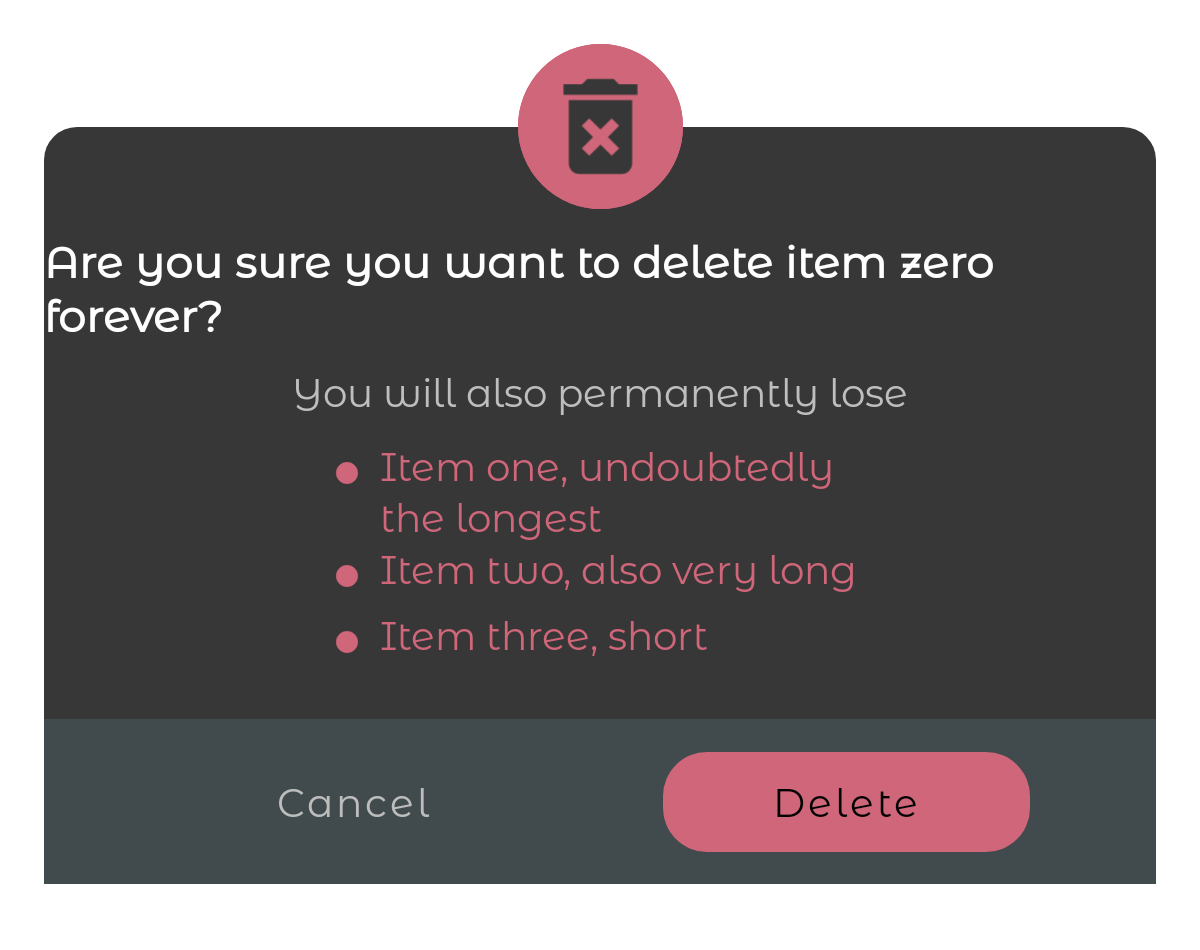 Are you sure you want to delete item zero
forever?
You will also permanently lose
Item one, undoubtedly
the longest
Item two, also very long
Item three, short
Cancel
Delete